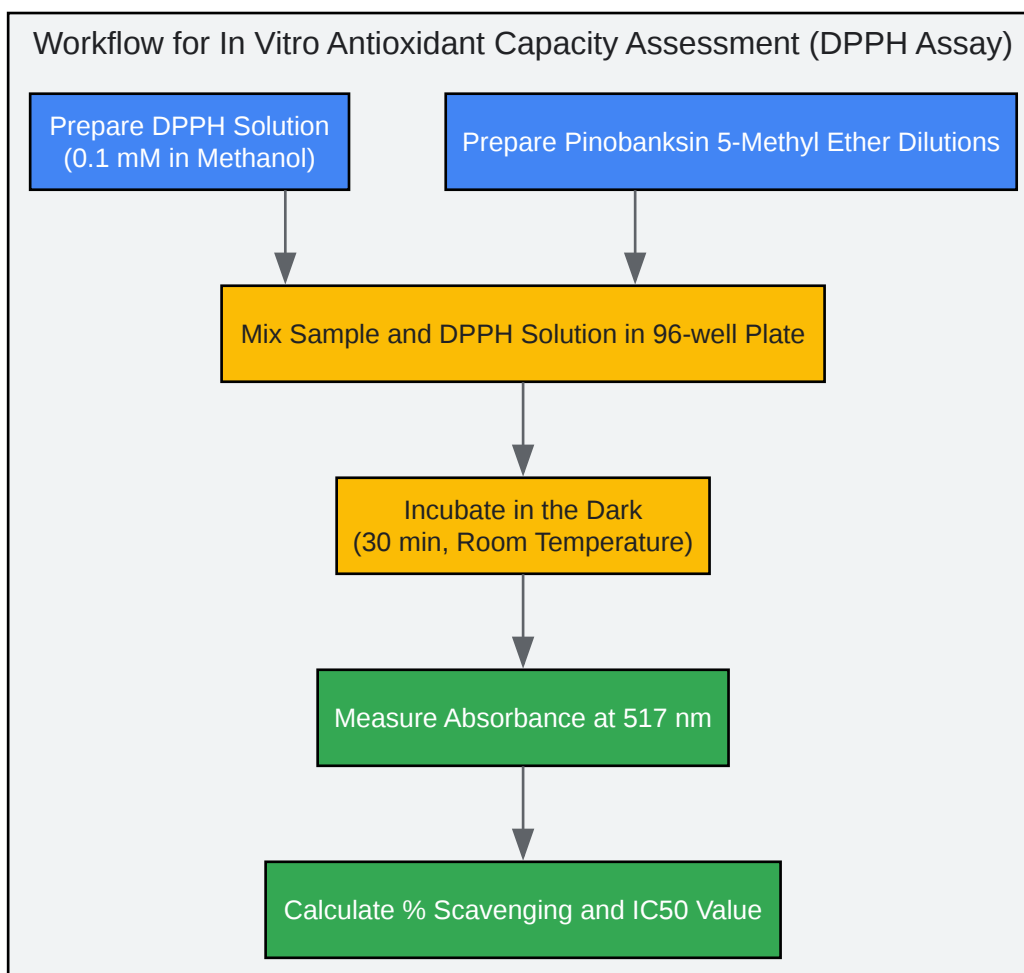 Workflow for In Vitro Antioxidant Capacity Assessment (DPPH Assay)
Prepare DPPH Solution
(0.1 mM in Methanol)
Prepare Pinobanksin 5-Methyl Ether Dilutions
Mix Sample and DPPH Solution in 96-well Plate
Incubate in the Dark
(30 min, Room Temperature)
Measure Absorbance at 517 nm
Calculate % Scavenging and IC50 Value